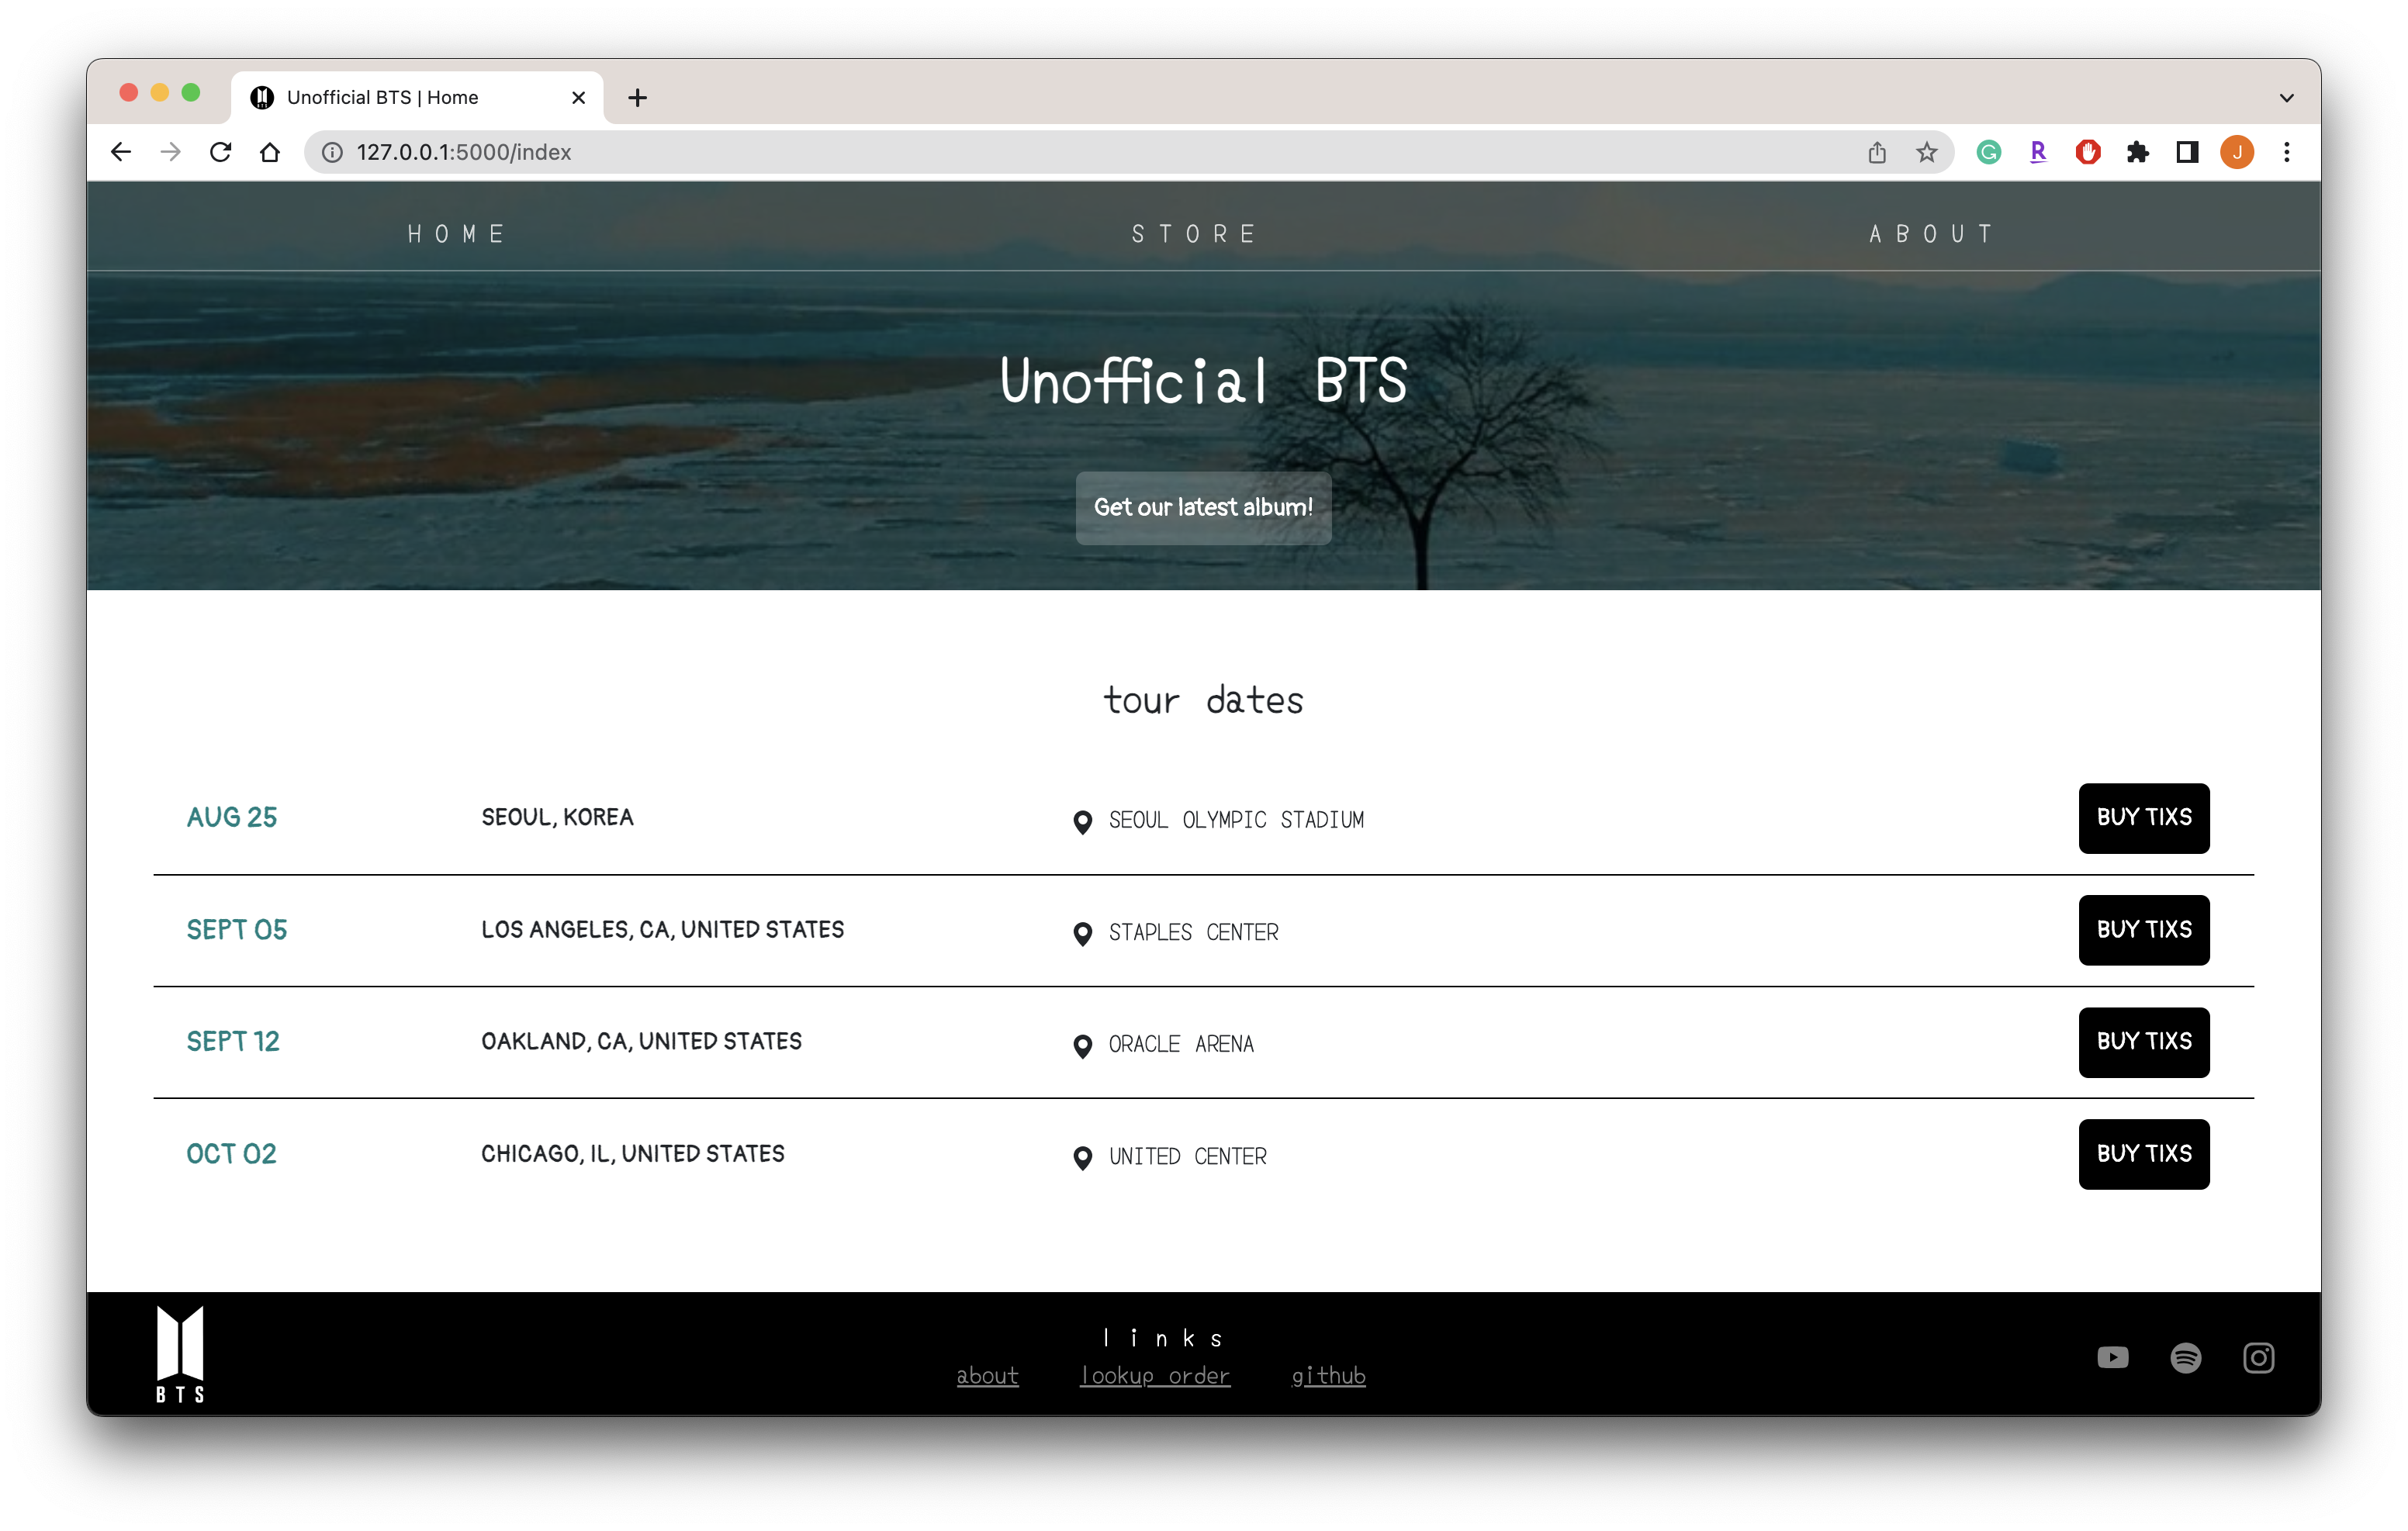 Unofficial BTS | Home
127.0.0.1:5000/index
J
HOME STORE ABOUT
Unofficial BTS
Get our latest album!
tour dates
AUG 25 SEOUL, KOREA SEOUL OLYMPIC STADIUM BUY TIXS
SEPT 05 LOS ANGELES, CA, UNITED STATES STAPLES CENTER BUY TIXS
SEPT 12 OAKLAND, CA, UNITED STATES ORACLE ARENA BUY TIXS
OCT 02 CHICAGO, IL, UNITED STATES UNITED CENTER BUY TIXS
links
about lookup order github
BTS